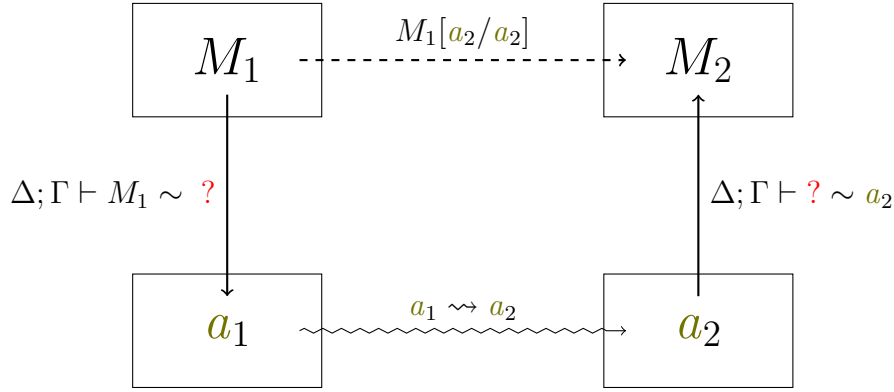 M₁
M₁[a₂/a₂]
M₂
Δ; Γ ⊢ M₁ ∼ ?
Δ; Γ ⊢ ? ∼ a₂
a₁
a₁ ⇝ a₂
a₂